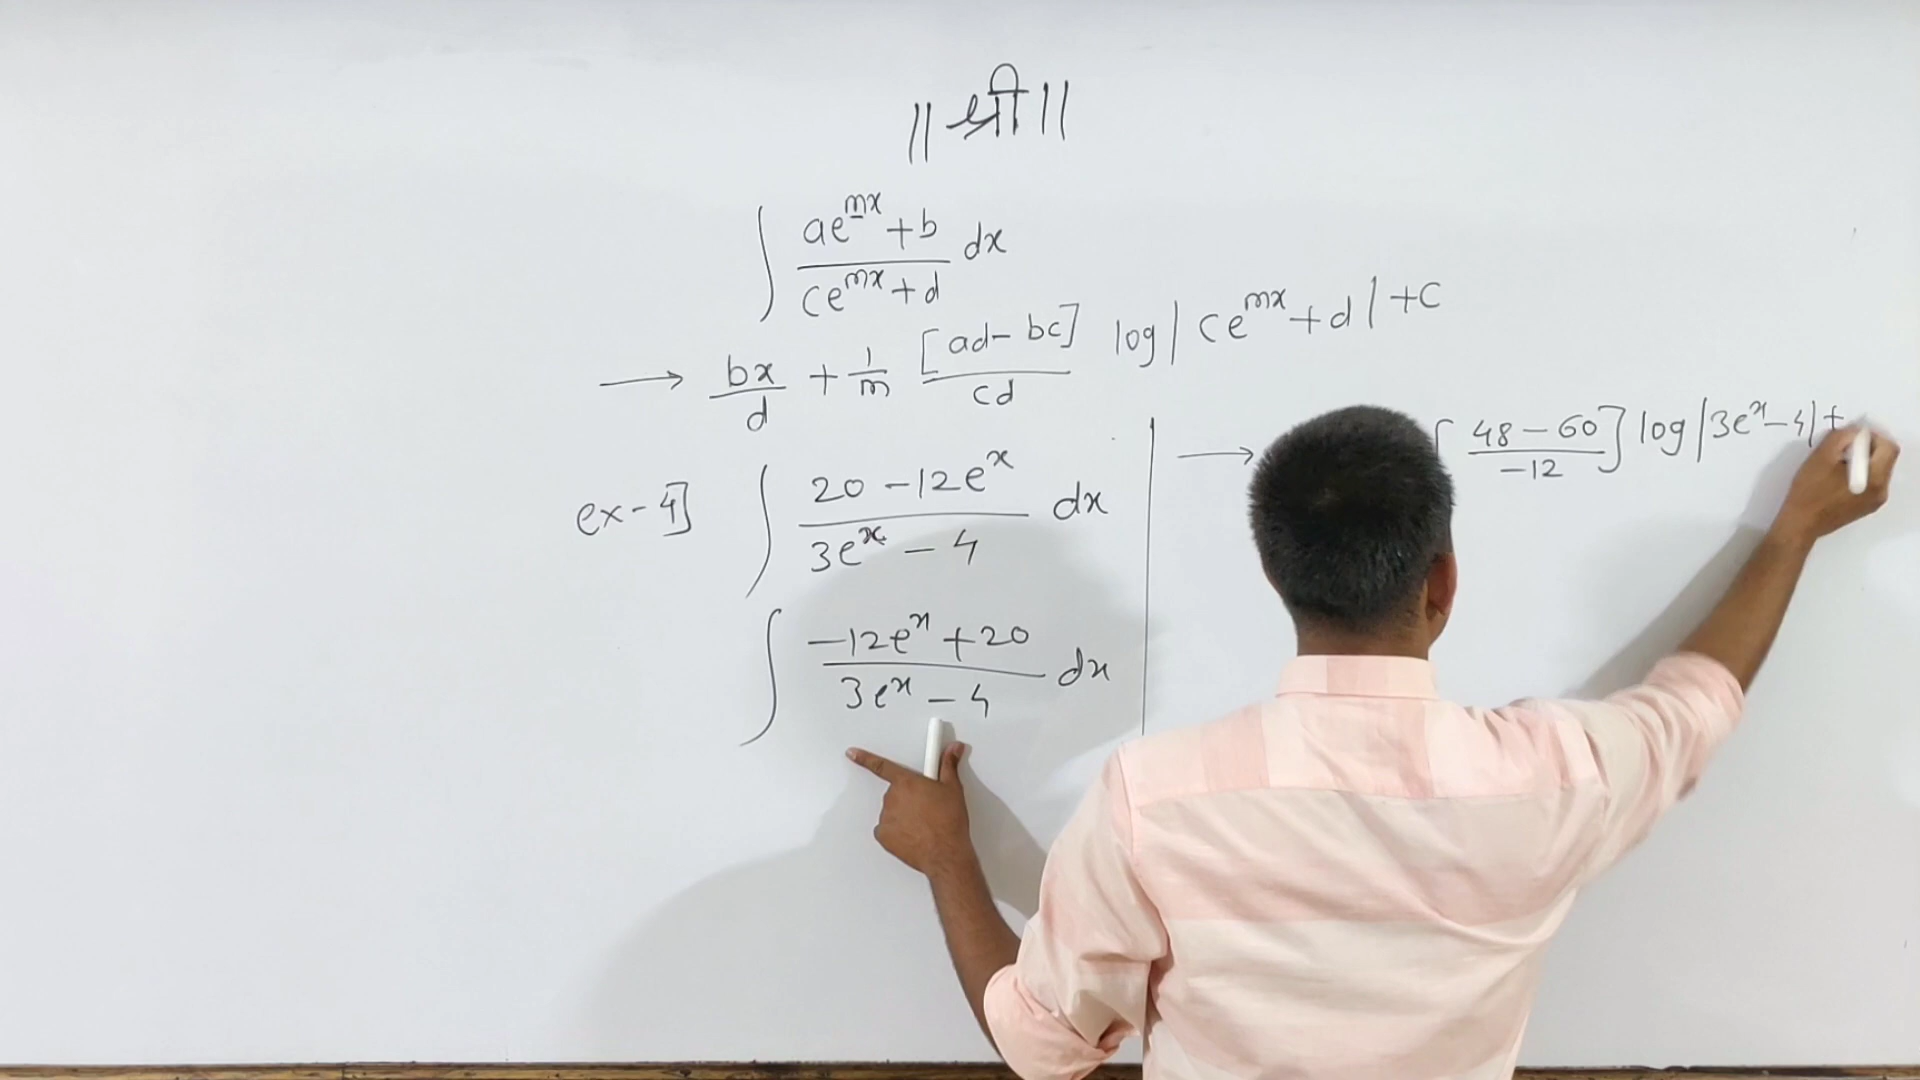 ॥ श्री ॥
∫ (ae^{mx} + b)/(ce^{mx} + d) dx
→ bx/d + 1/m [ad - bc]/cd log|ce^{mx} + d| + C
ex-4] ∫ (20 - 12e^x)/(3e^x - 4) dx
∫ (-12e^x + 20)/(3e^x - 4) dx
→ [(48 - 60)/(-12)] log|3e^x - 4| +